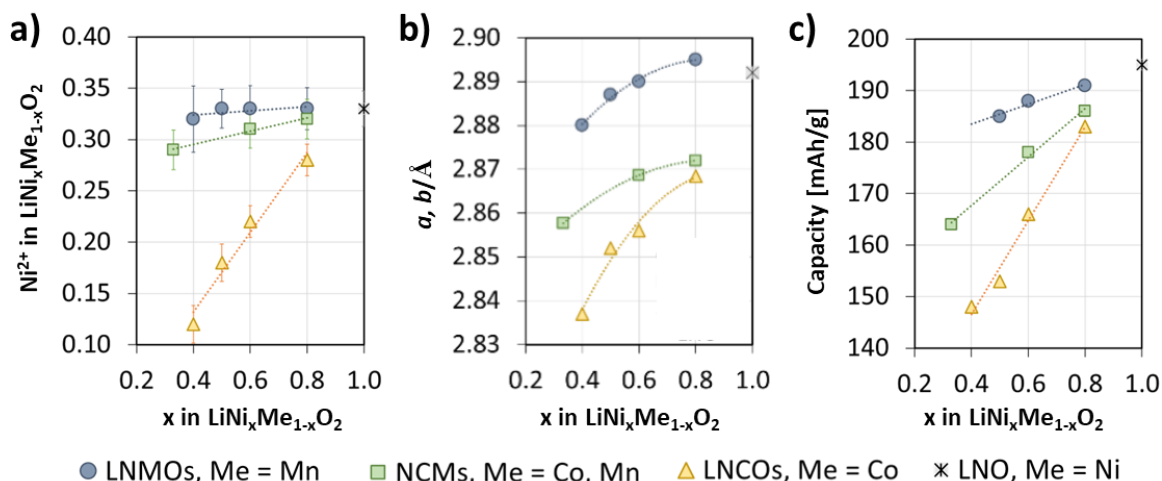 a)
0.40
0.35
0.30
0.25
0.20
0.15
0.10
Ni²⁺ in LiNiₓMe₁₋ₓO₂
0.2 0.4 0.6 0.8 1.0
x in LiNiₓMe₁₋ₓO₂
b)
2.90
2.89
2.88
2.87
2.86
2.85
2.84
2.83
a, b/Å
0.2 0.4 0.6 0.8 1.0
x in LiNiₓMe₁₋ₓO₂
c)
200
190
180
170
160
150
140
Capacity [mAh/g]
0.2 0.4 0.6 0.8 1.0
x in LiNiₓMe₁₋ₓO₂
LNMOs, Me = Mn NCMs, Me = Co, Mn LNCOs, Me = Co LNO, Me = Ni